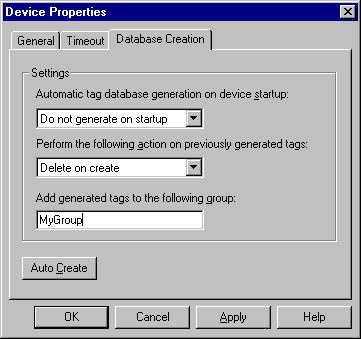 Device Properties
General Timeout Database Creation
Settings
Automatic tag database generation on device startup:
Do not generate on startup
Perform the following action on previously generated tags:
Delete on create
Add generated tags to the following group:
MyGroup
Auto Create
OK Cancel Apply Help